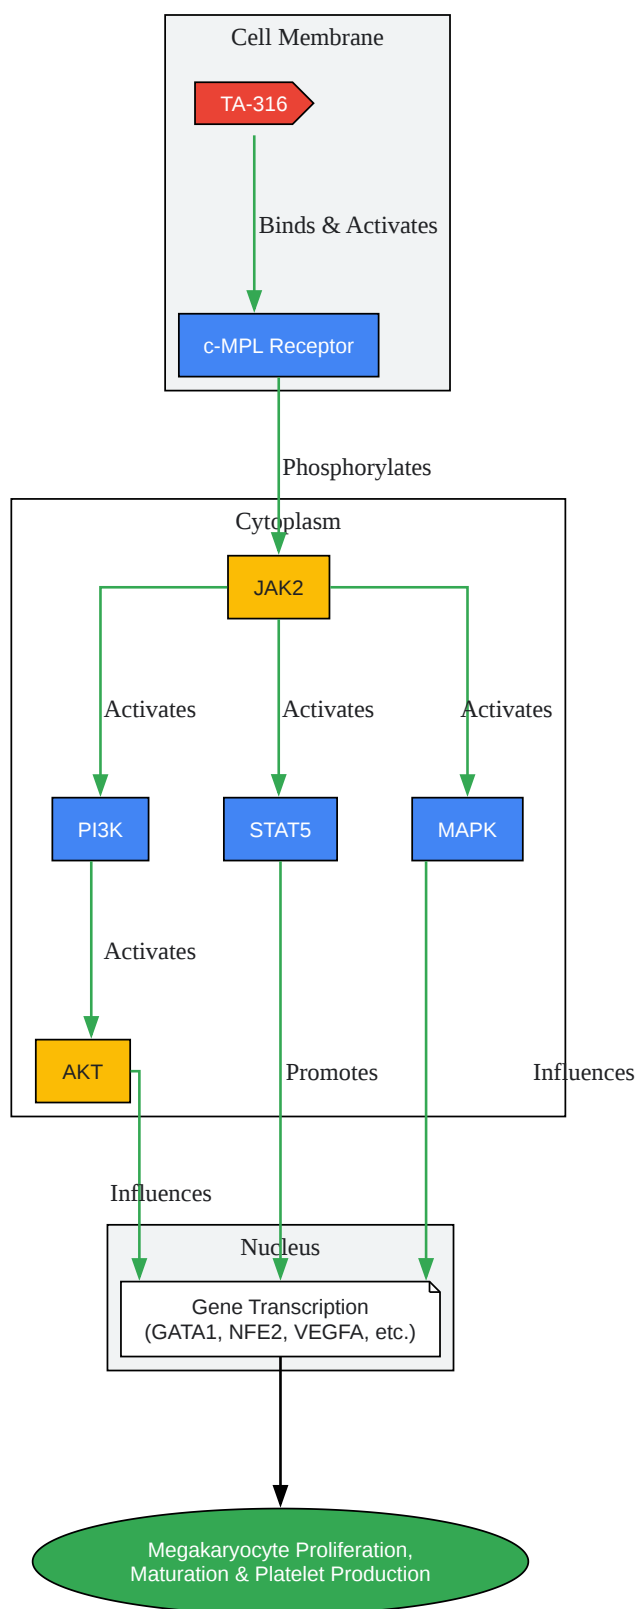 Cell Membrane
TA-316
Binds & Activates
c-MPL Receptor
Phosphorylates
Cytoplasm
JAK2
Activates
Activates
Activates
PI3K
STAT5
MAPK
Activates
AKT
Promotes
Influences
Influences
Nucleus
Gene Transcription
(GATA1, NFE2, VEGFA, etc.)
Megakaryocyte Proliferation,
Maturation & Platelet Production